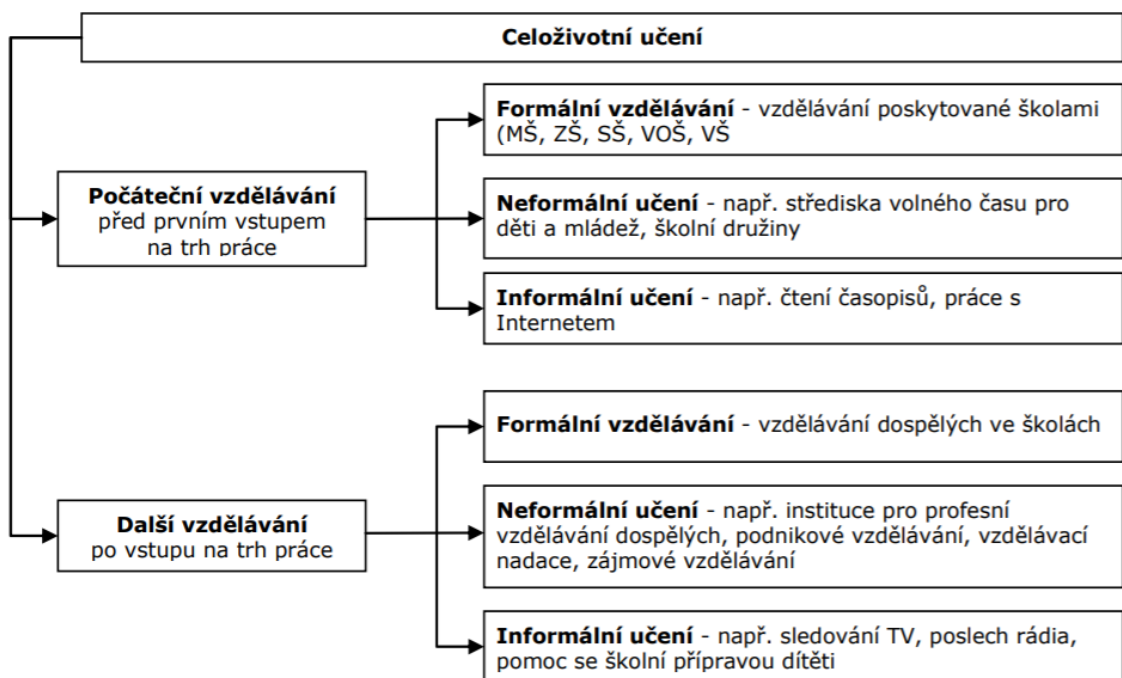 Celoživotní učení
Formální vzdělávání - vzdělávání poskytované školami
(MŠ, ZŠ, SŠ, VOŠ, VŠ
Počáteční vzdělávání
před prvním vstupem
na trh práce
Neformální učení - např. střediska volného času pro
děti a mládež, školní družiny
Informální učení - např. čtení časopisů, práce s
Internetem
Formální vzdělávání - vzdělávání dospělých ve školách
Další vzdělávání
po vstupu na trh práce
Neformální učení - např. instituce pro profesní
vzdělávání dospělých, podnikové vzdělávání, vzdělávací
nadace, zájmové vzdělávání
Informální učení - např. sledování TV, poslech rádia,
pomoc se školní přípravou dítěti